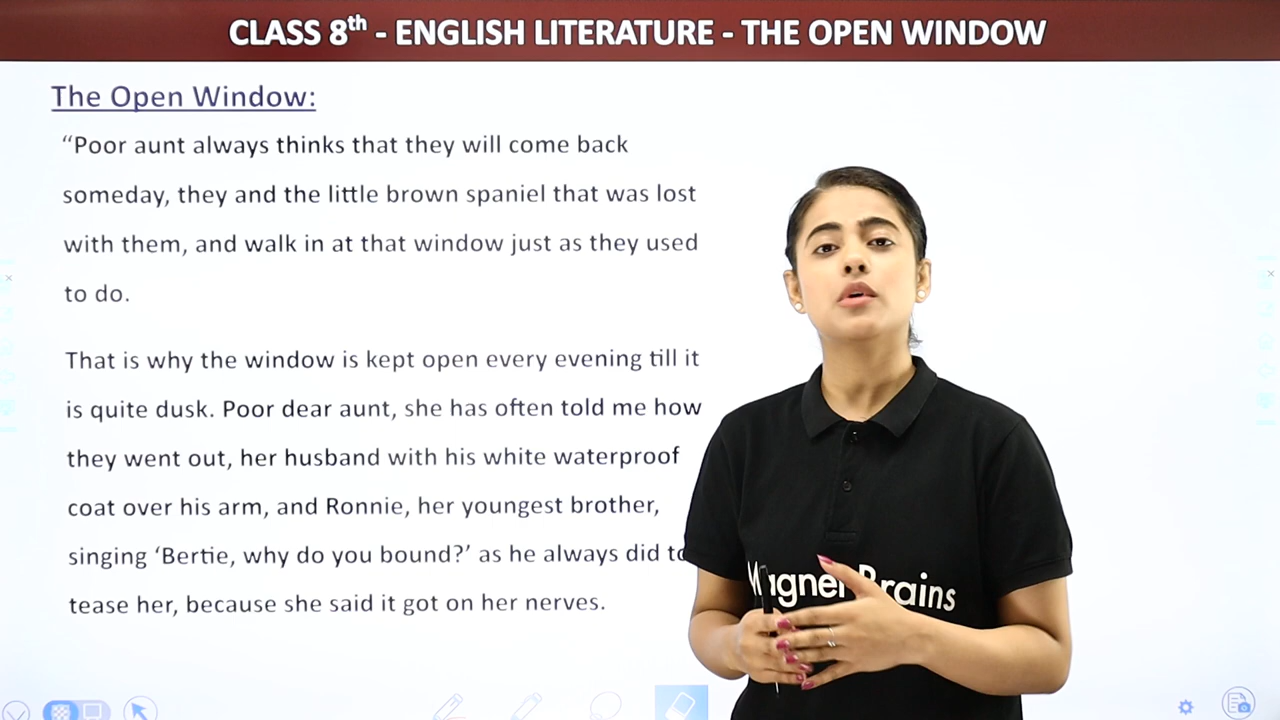 CLASS 8th - ENGLISH LITERATURE - THE OPEN WINDOW
The Open Window:
“Poor aunt always thinks that they will come back
someday, they and the little brown spaniel that was lost
with them, and walk in at that window just as they used
to do.
That is why the window is kept open every evening till it
is quite dusk. Poor dear aunt, she has often told me how
they went out, her husband with his white waterproof
coat over his arm, and Ronnie, her youngest brother,
singing ‘Bertie, why do you bound?’ as he always did to
tease her, because she said it got on her nerves.
Magnet Brains